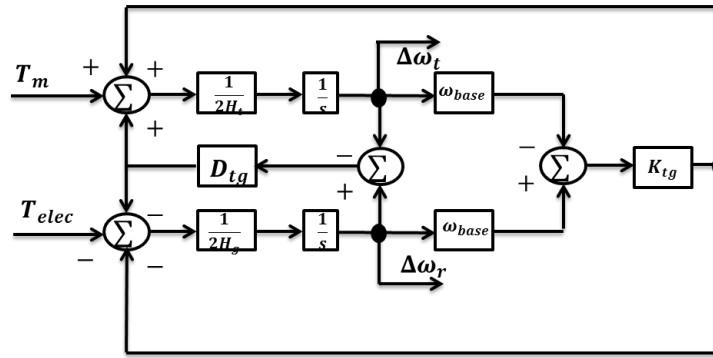 + + Δω_t
T_m Σ 1/2H_t 1/s ω_base
+ − −
D_tg Σ Σ K_tg
T_elec − + +
Σ 1/2H_g 1/s ω_base
− − Δω_r